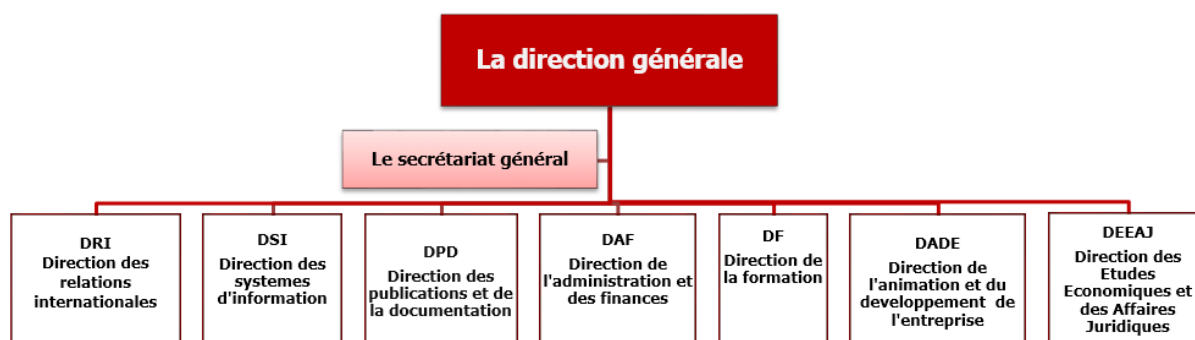 La direction générale
Le secrétariat général
DRI
Direction des
relations
internationales
DSI
Direction des
systemes
d'information
DPD
Direction des
publications et de
la documentation
DAF
Direction de
l'administration et
des finances
DF
Direction de
la formation
DADE
Direction de
l'animation et du
developpement de
l'entreprise
DEEAJ
Direction des
Etudes
Economiques et
des Affaires
Juridiques